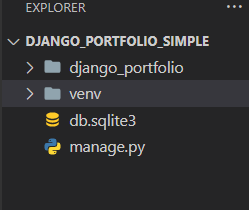 EXPLORER
DJANGO_PORTFOLIO_SIMPLE
django_portfolio
venv
db.sqlite3
manage.py